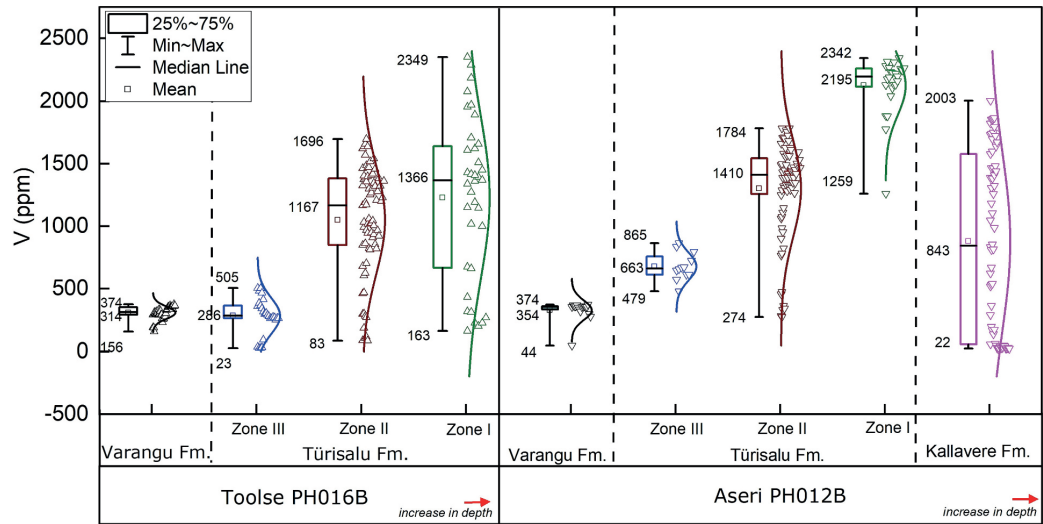 25%~75%
Min~Max
Median Line
Mean
V (ppm)
2500
2000
1500
1000
500
0
-500
374
314
156
505
286
23
1696
1167
83
2349
1366
163
374
354
44
865
663
479
1784
1410
274
2342
2195
1259
2003
843
22
Zone III
Zone II
Zone I
Zone III
Zone II
Zone I
Varangu Fm.
Türisalu Fm.
Varangu Fm.
Türisalu Fm.
Kallavere Fm.
Toolse PH016B
increase in depth
Aseri PH012B
increase in depth